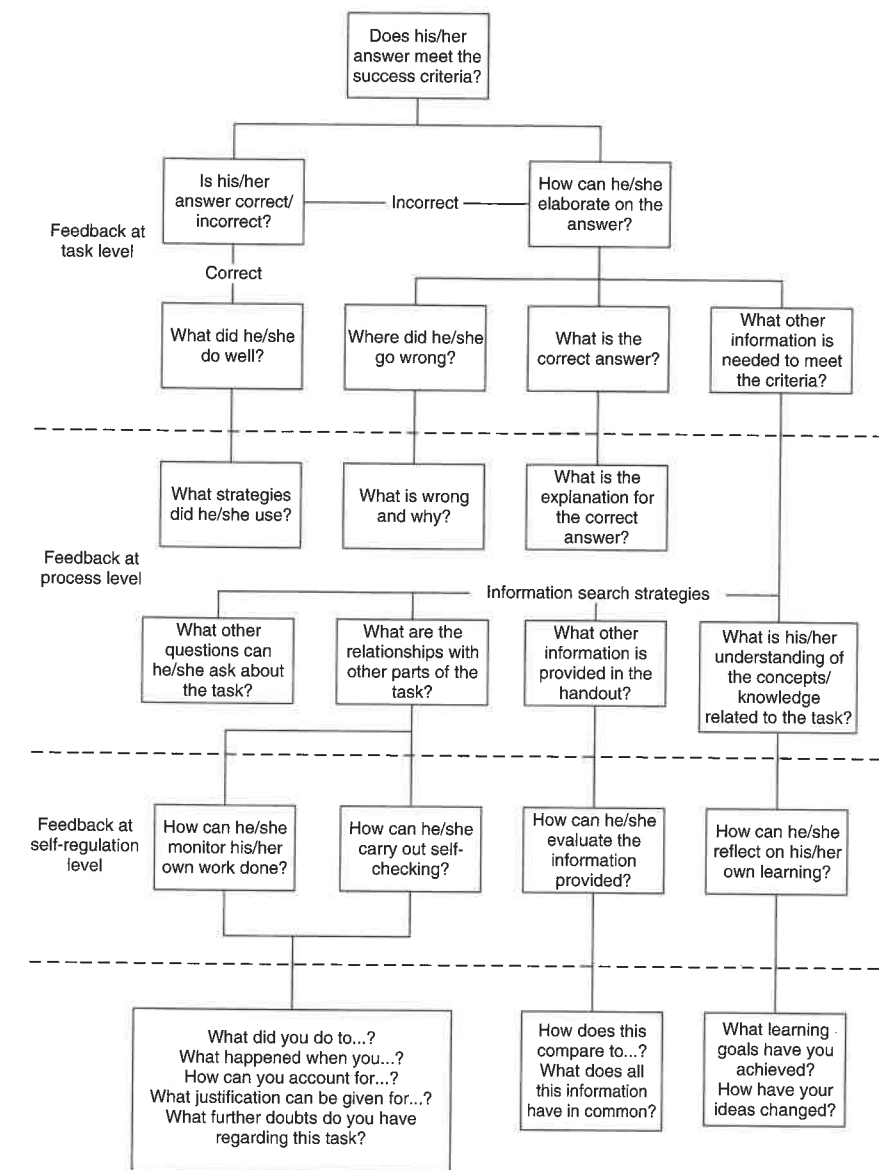 Does his/her
answer meet the
success criteria?
Is his/her
answer correct/
incorrect?
Incorrect
How can he/she
elaborate on the
answer?
Feedback at
task level
Correct
What did he/she
do well?
Where did he/she
go wrong?
What is the
correct answer?
What other
information is
needed to meet
the criteria?
What strategies
did he/she use?
What is wrong
and why?
What is the
explanation for
the correct
answer?
Feedback at
process level
Information search strategies
What other
questions can
he/she ask about
the task?
What are the
relationships with
other parts of the
task?
What other
information is
provided in the
handout?
What is his/her
understanding of
the concepts/
knowledge
related to the task?
Feedback at
self-regulation
level
How can he/she
monitor his/her
own work done?
How can he/she
carry out self-
checking?
How can he/she
evaluate the
information
provided?
How can he/she
reflect on his/her
own learning?
What did you do to...?
What happened when you...?
How can you account for...?
What justification can be given for...?
What further doubts do you have
regarding this task?
How does this
compare to...?
What does all
this information
have in common?
What learning
goals have you
achieved?
How have your
ideas changed?